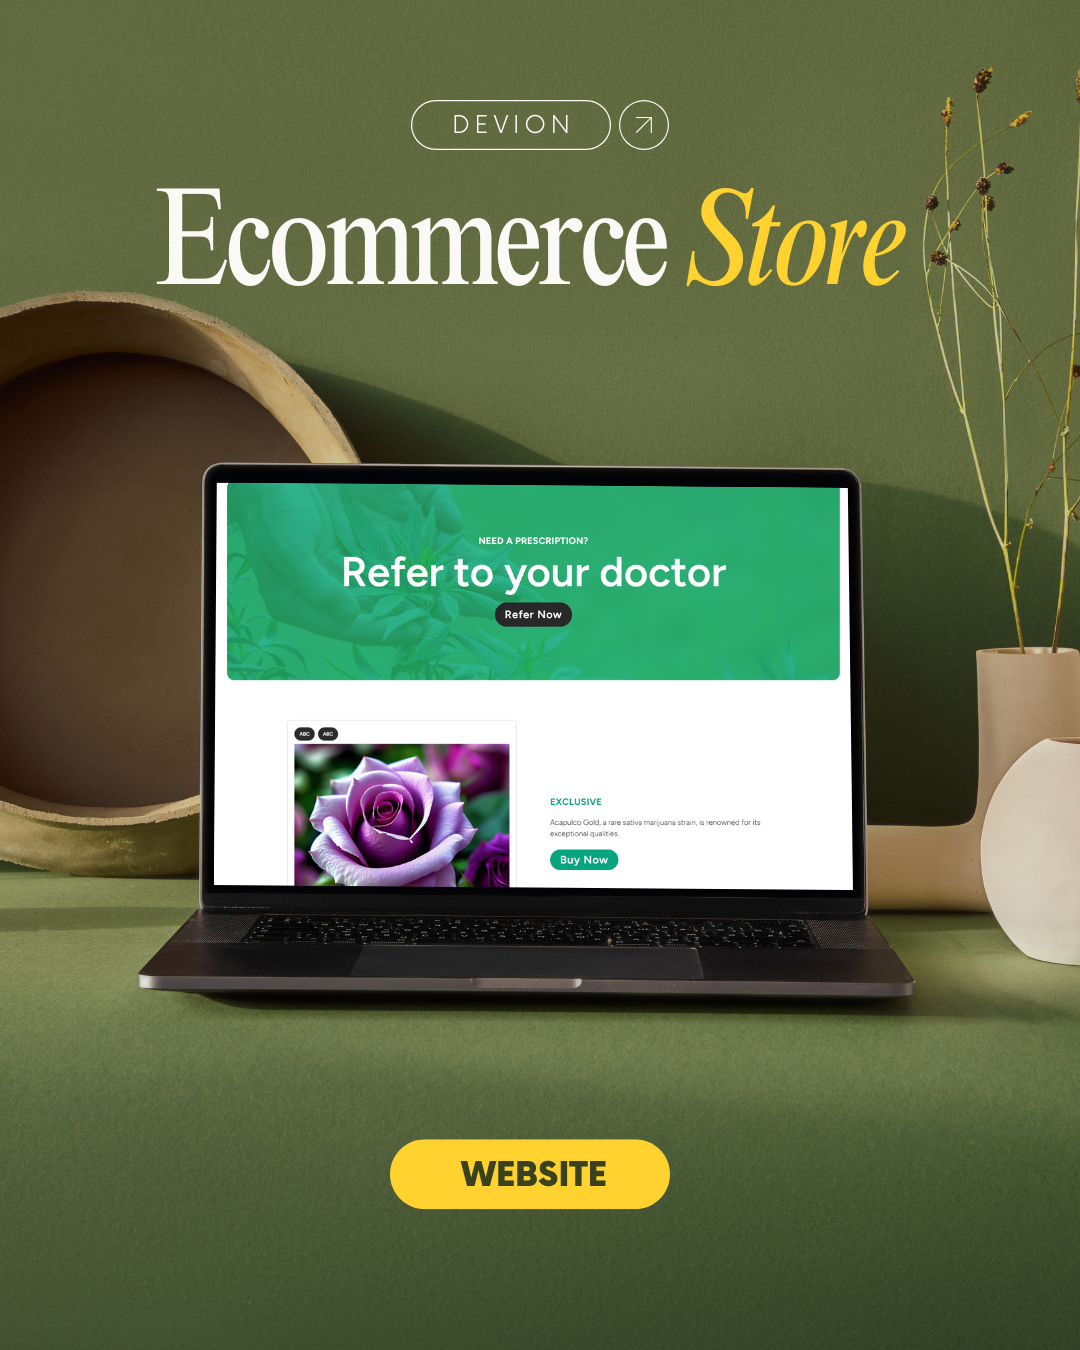 DEVION
Ecommerce Store
NEED A PRESCRIPTION?
Refer to your doctor
Refer Now
ABC ABC
EXCLUSIVE
Acapulco Gold, a rare sativa marijuana strain, is renowned for its
exceptional qualities.
Buy Now
WEBSITE